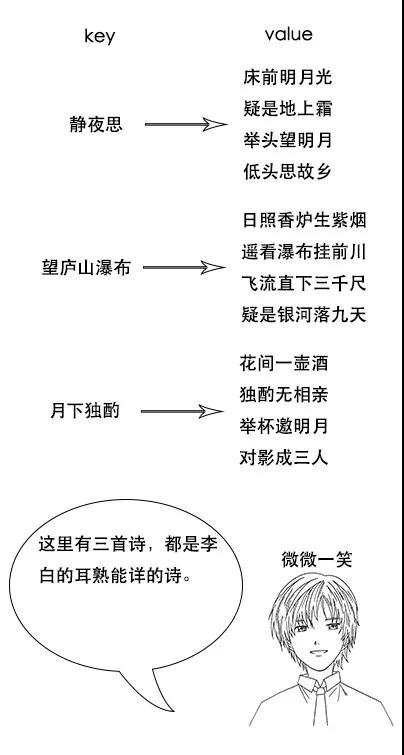 key value
床前明月光
疑是地上霜
静夜思
举头望明月
低头思故乡
日照香炉生紫烟
遥看瀑布挂前川
望庐山瀑布
飞流直下三千尺
疑是银河落九天
花间一壶酒
独酌无相亲
月下独酌
举杯邀明月
对影成三人
这里有三首诗，都是李
白的耳熟能详的诗。
微微一笑